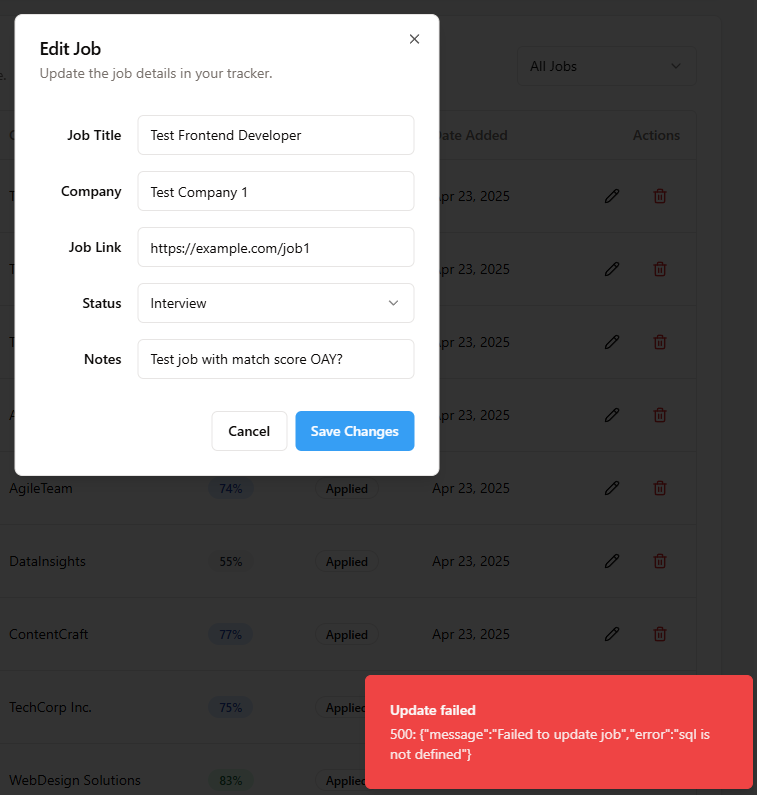 Edit Job
Update the job details in your tracker.
All Jobs
Job Title Test Frontend Developer
Date Added Actions
Company Test Company 1
Apr 23, 2025
Job Link https://example.com/job1
Apr 23, 2025
Status Interview
Notes Test job with match score OAY?
Apr 23, 2025
Cancel Save Changes
Apr 23, 2025
AgileTeam 74% Applied Apr 23, 2025
DataInsights 55% Applied Apr 23, 2025
ContentCraft 77% Applied Apr 23, 2025
TechCorp Inc. 75% Applied
WebDesign Solutions 83% Applied
Update failed
500: {"message":"Failed to update job","error":"sql is
not defined"}